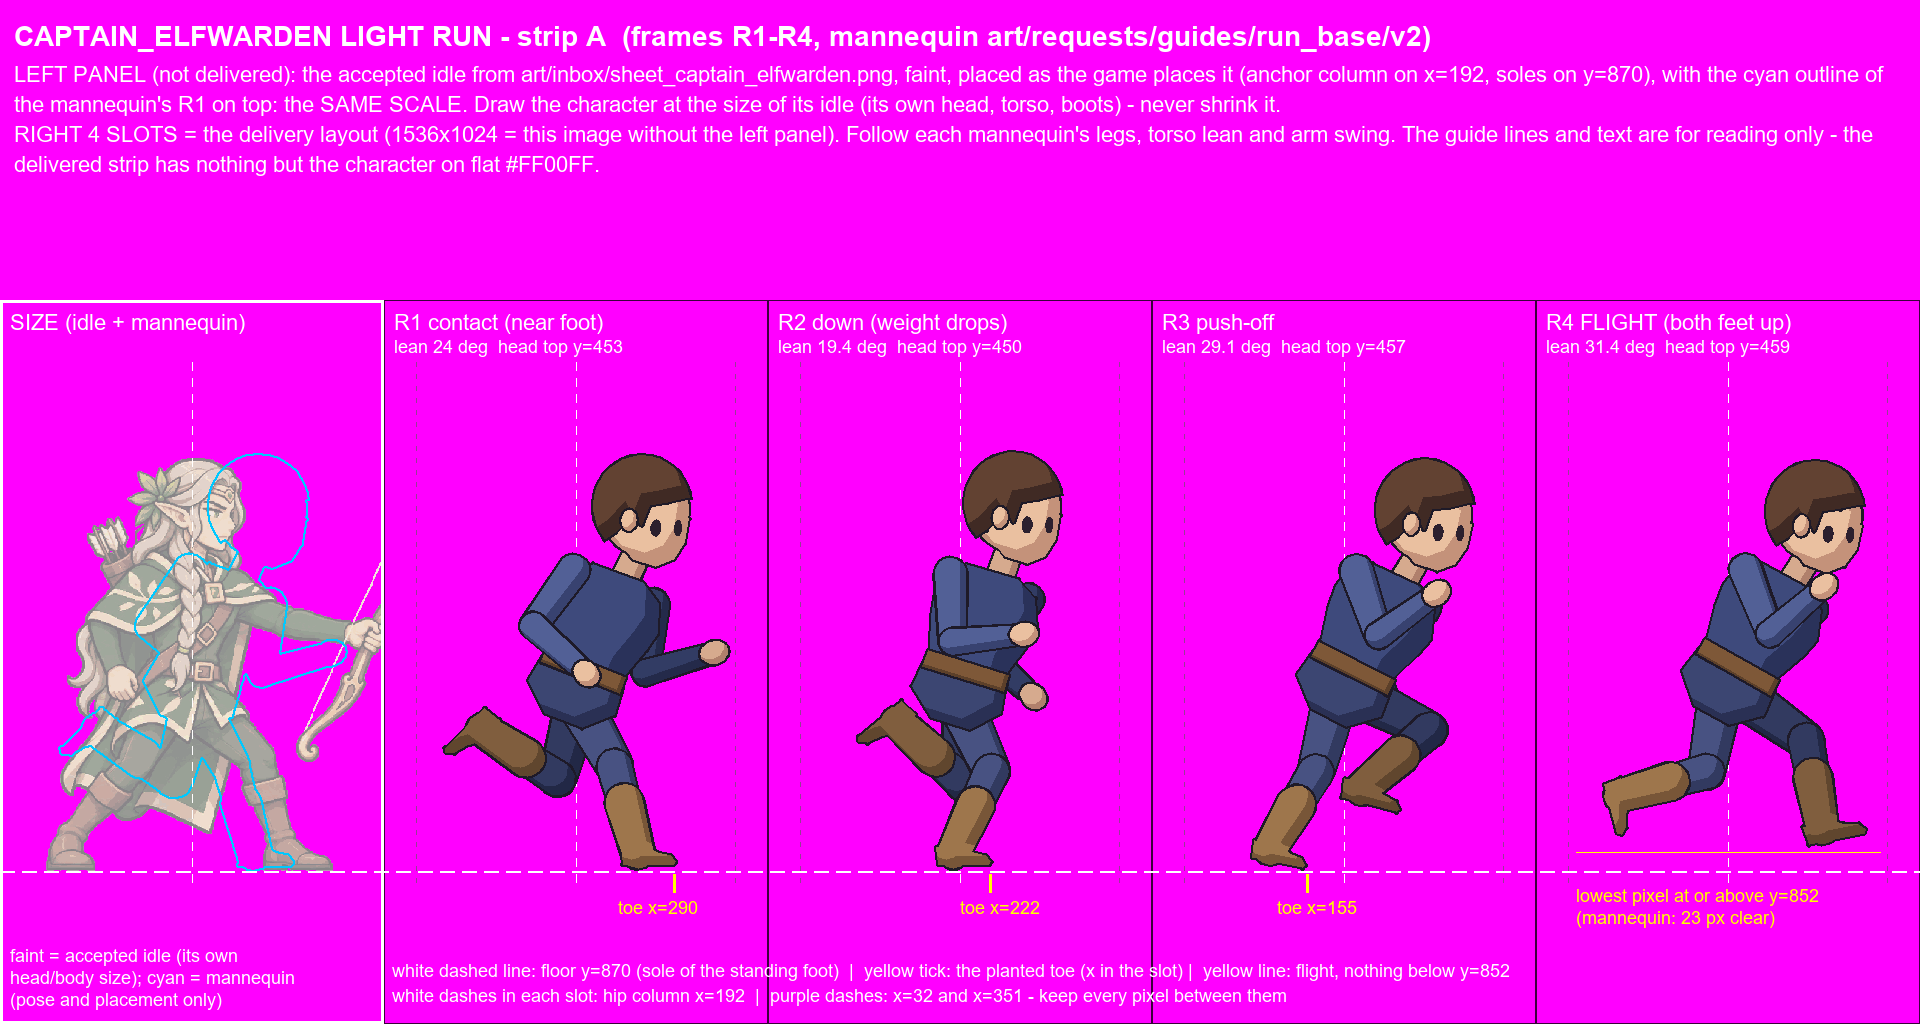 CAPTAIN_ELFWARDEN LIGHT RUN - strip A (frames R1-R4, mannequin art/requests/guides/run_base/v2)
LEFT PANEL (not delivered): the accepted idle from art/inbox/sheet_captain_elfwarden.png, faint, placed as the game places it (anchor column on x=192, soles on y=870), with the cyan outline of
the mannequin's R1 on top: the SAME SCALE. Draw the character at the size of its idle (its own head, torso, boots) - never shrink it.
RIGHT 4 SLOTS = the delivery layout (1536x1024 = this image without the left panel). Follow each mannequin's legs, torso lean and arm swing. The guide lines and text are for reading only - the
delivered strip has nothing but the character on flat #FF00FF.
SIZE (idle + mannequin)
R1 contact (near foot)
lean 24 deg head top y=453
R2 down (weight drops)
lean 19.4 deg head top y=450
R3 push-off
lean 29.1 deg head top y=457
R4 FLIGHT (both feet up)
lean 31.4 deg head top y=459
toe x=290
toe x=222
toe x=155
lowest pixel at or above y=852
(mannequin: 23 px clear)
faint = accepted idle (its own
head/body size); cyan = mannequin
(pose and placement only)
white dashed line: floor y=870 (sole of the standing foot) | yellow tick: the planted toe (x in the slot) | yellow line: flight, nothing below y=852
white dashes in each slot: hip column x=192 | purple dashes: x=32 and x=351 - keep every pixel between them